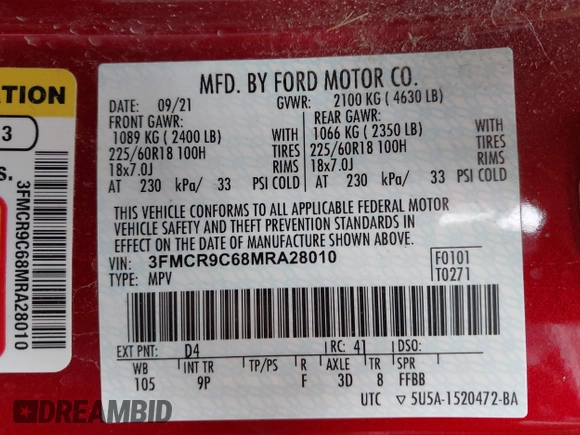 MFD. BY FORD MOTOR CO.
DATE: 09/21 GVWR: 2100 KG (4630 LB)
FRONT GAWR: REAR GAWR:
1089 KG (2400 LB) WITH 1066 KG (2350 LB) WITH
225/60R18 100H TIRES 225/60R18 100H TIRES
18x7.0J RIMS 18x7.0J RIMS
AT 230 kPa/ 33 PSI COLD AT 230 kPa/ 33 PSI COLD
THIS VEHICLE CONFORMS TO ALL APPLICABLE FEDERAL MOTOR
VEHICLE SAFETY AND THEFT PREVENTION STANDARDS IN
EFFECT ON THE DATE OF MANUFACTURE SHOWN ABOVE.
VIN: 3FMCR9C68MRA28010 F0101
TYPE: MPV T0271
EXT PNT: D4 RC: 41 DSO:
WB INT TR TP/PS R AXLE TR SPR
105 9P F 3D 8 FFBB
UTC ▽ 5U5A-1520472-BA
ATION
3
s.
3FMCR9C68MRA28010
DREAMBID